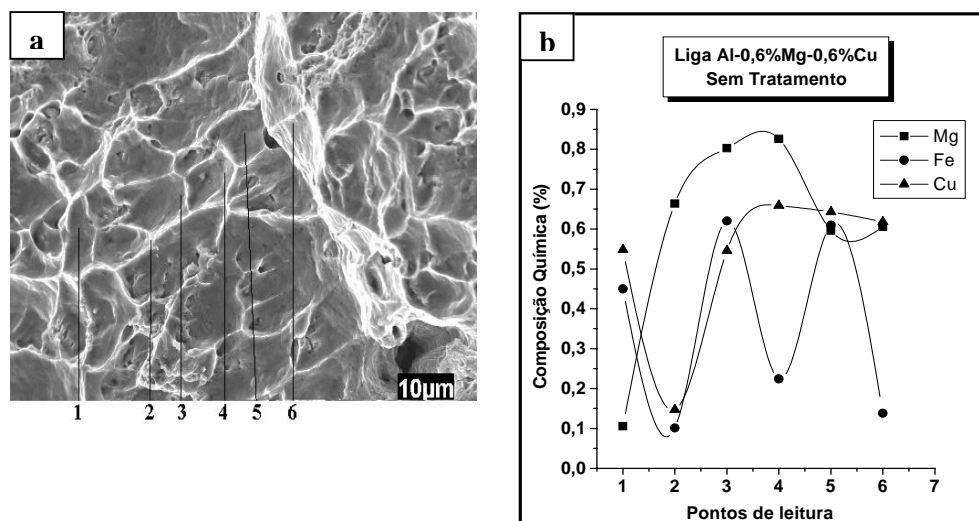 a
10µm
1 2 3 4 5 6
b
Liga Al-0,6%Mg-0,6%Cu
Sem Tratamento
Mg
Fe
Cu
Composição Química (%)
0,9
0,8
0,7
0,6
0,5
0,4
0,3
0,2
0,1
0,0
1 2 3 4 5 6 7
Pontos de leitura